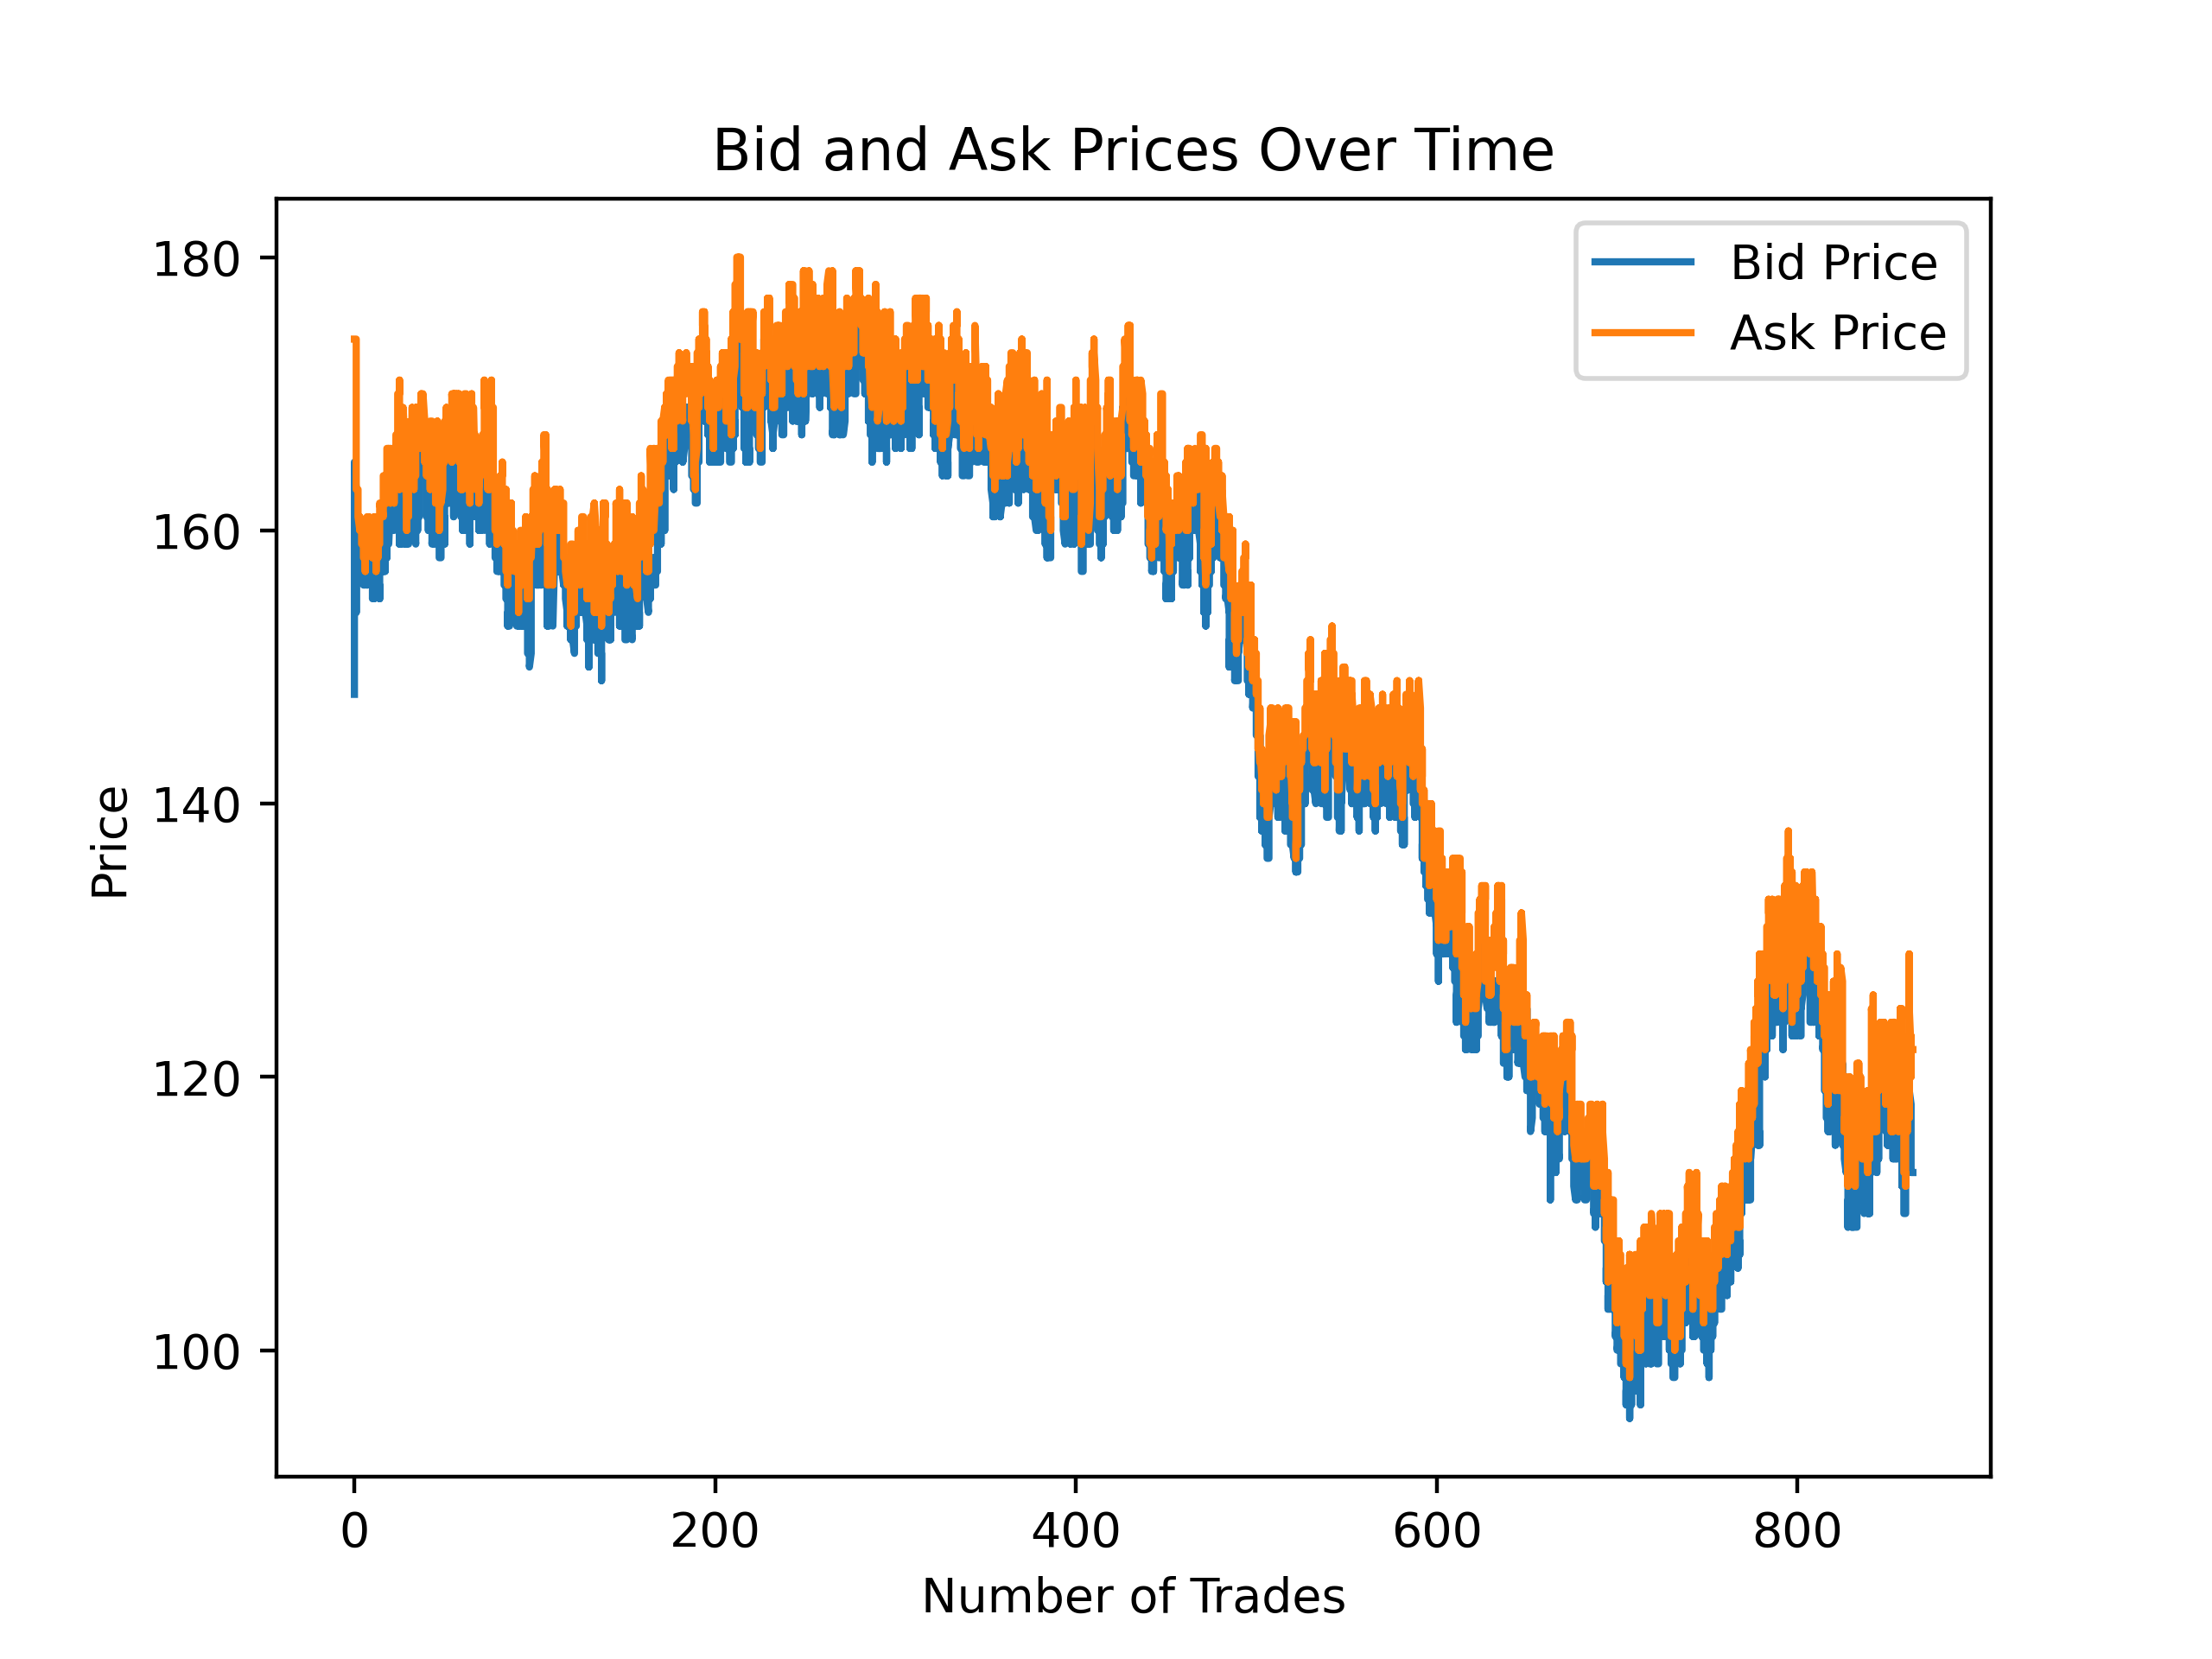 Bid and Ask Prices Over Time
Bid Price
Ask Price
180
160
140
120
100
Price
0 200 400 600 800
Number of Trades